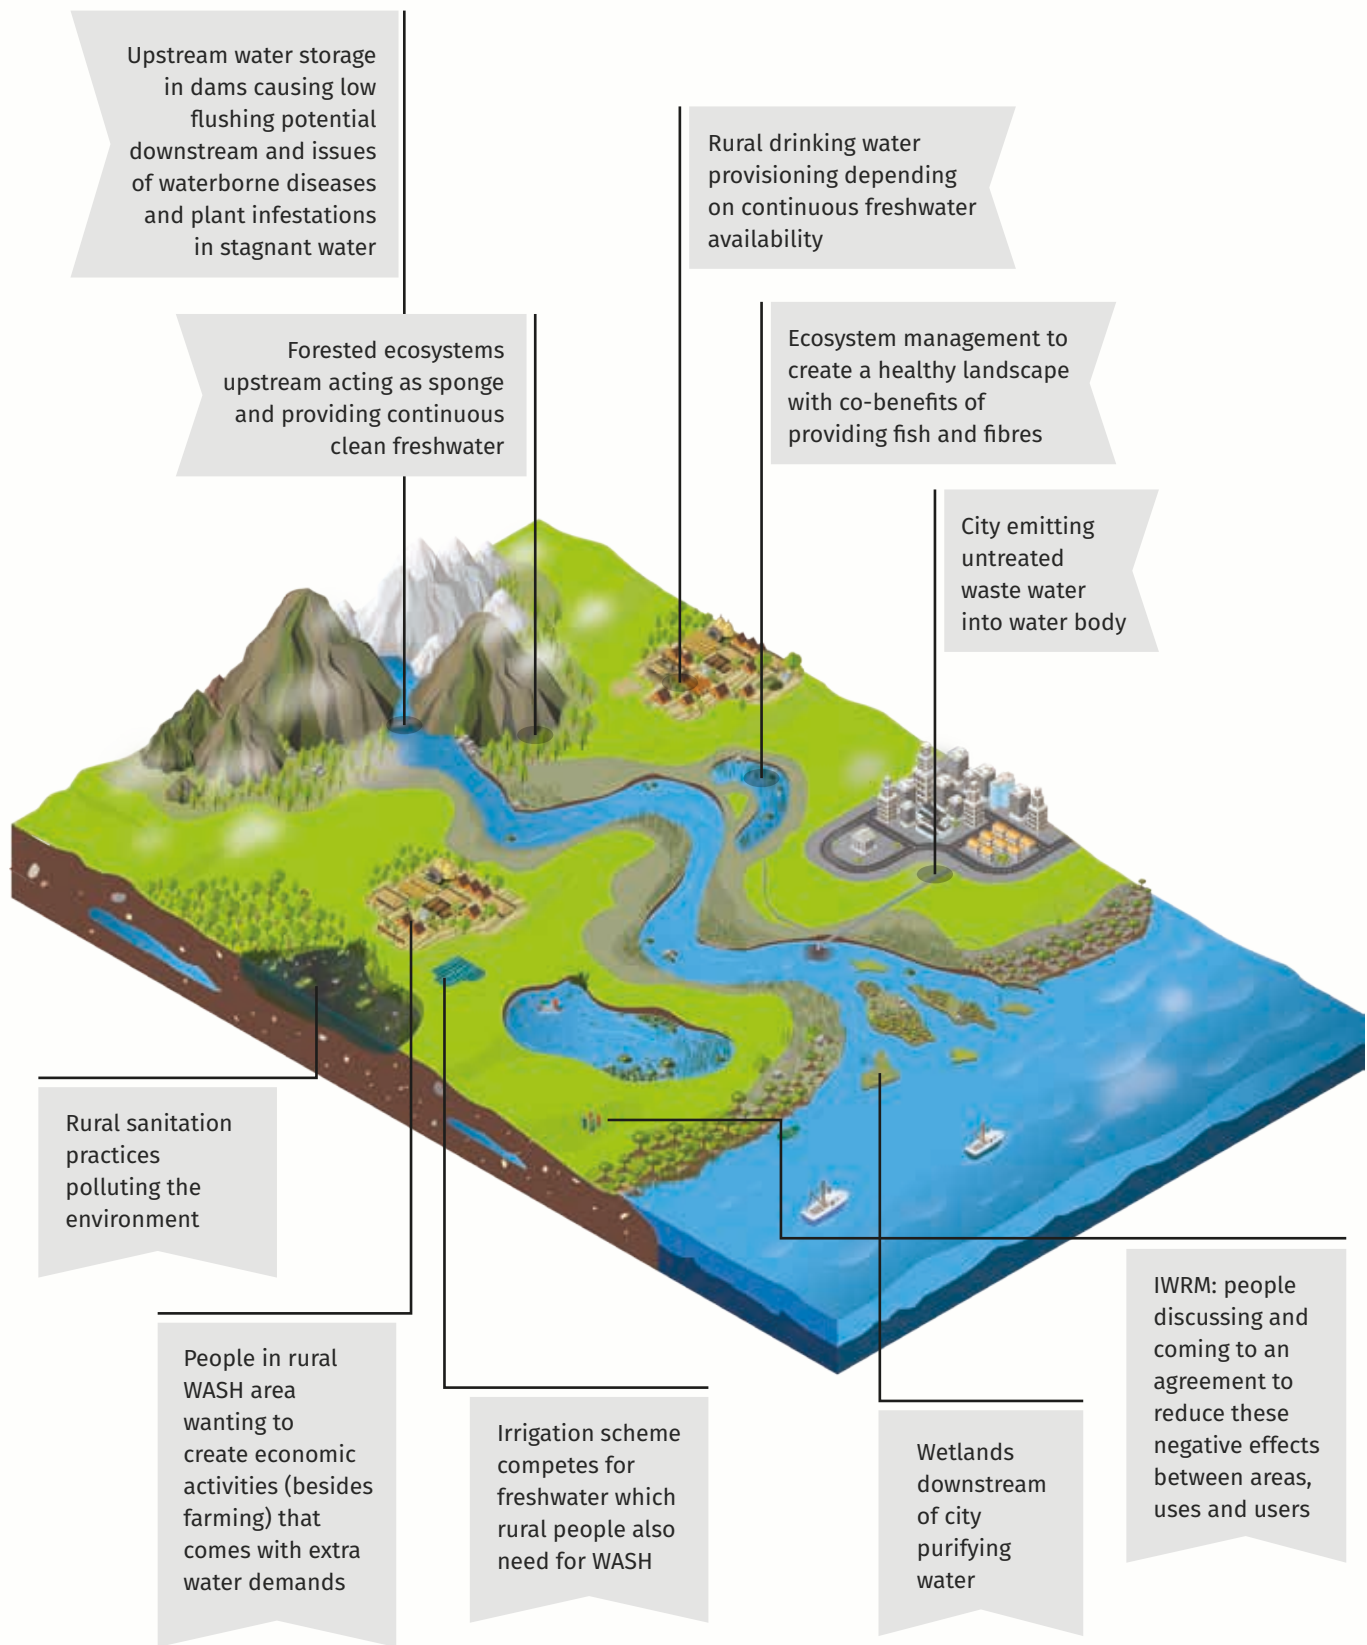 Upstream water storage
in dams causing low
flushing potential
downstream and issues
of waterborne diseases
and plant infestations
in stagnant water
Rural drinking water
provisioning depending
on continuous freshwater
availability
Forested ecosystems
upstream acting as sponge
and providing continuous
clean freshwater
Ecosystem management to
create a healthy landscape
with co-benefits of
providing fish and fibres
City emitting
untreated
waste water
into water body
Rural sanitation
practices
polluting the
environment
People in rural
WASH area
wanting to
create economic
activities (besides
farming) that
comes with extra
water demands
Irrigation scheme
competes for
freshwater which
rural people also
need for WASH
Wetlands
downstream
of city
purifying
water
IWRM: people
discussing and
coming to an
agreement to
reduce these
negative effects
between areas,
uses and users